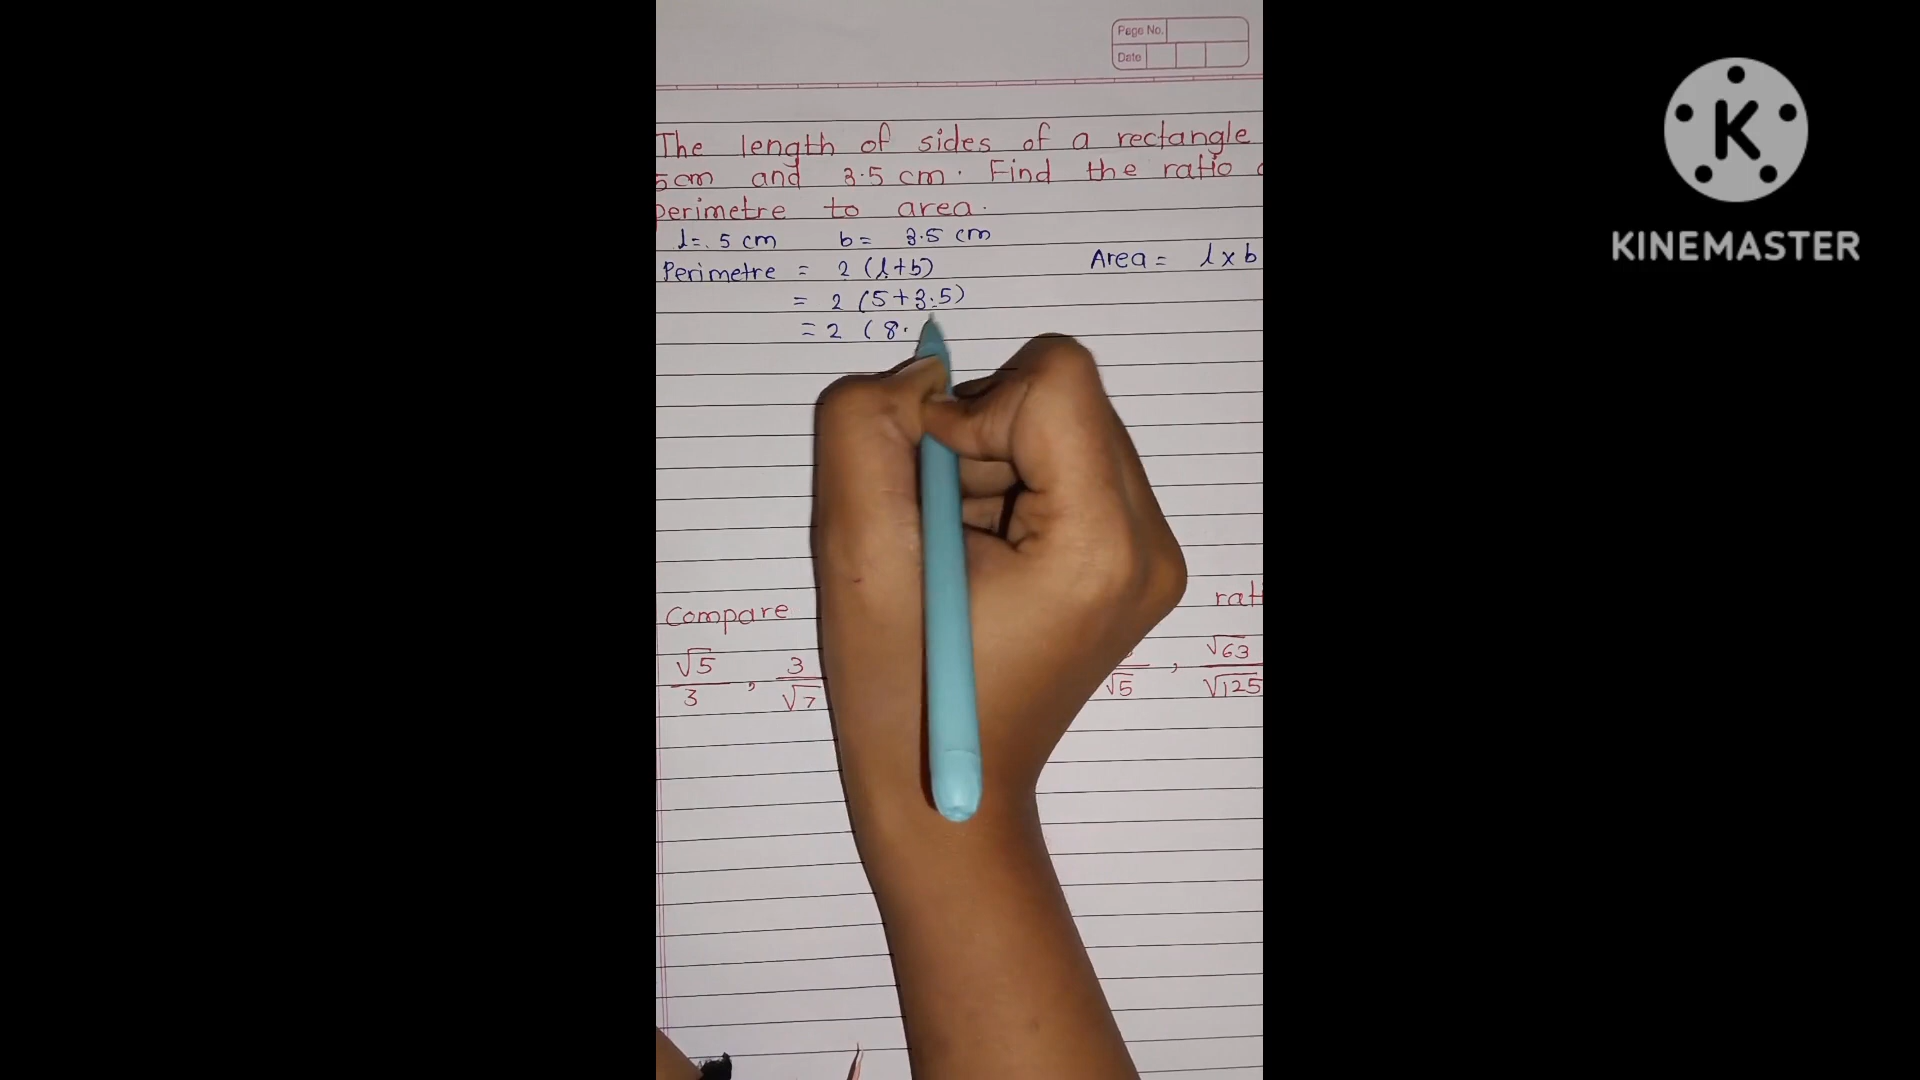 Page No.
Date
The length of sides of a rectangle
5cm and 3.5 cm. Find the ratio
perimetre to area.
l= 5 cm b= 3.5 cm
Perimetre = 2 (l+b) Area = l x b
= 2 (5+3.5)
= 2 (8.
Compare
√5/3 , 3/√7 √5 , √63/√125
K
KINEMASTER